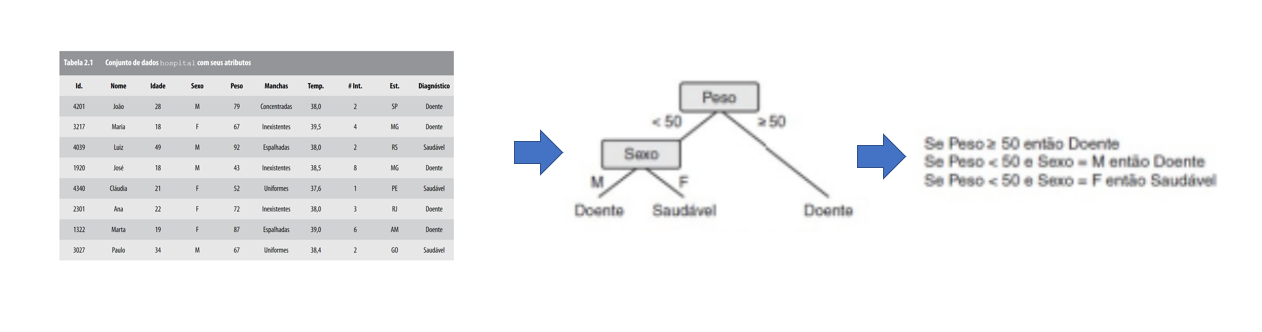 Tabela 2.1 Conjunto de dados hospital com seus atributos
Id. Nome Idade Sexo Peso Manchas Temp. # Int. Est. Diagnóstico
4201 João 28 M 79 Concentradas 38,0 2 SP Doente
3217 Maria 18 F 67 Inexistentes 39,5 4 MG Doente
4039 Luiz 49 M 92 Espalhadas 38,0 2 RS Saudável
1920 José 18 M 43 Inexistentes 38,5 8 MG Doente
4340 Cláudia 21 F 52 Uniformes 37,6 1 PE Saudável
2301 Ana 22 F 72 Inexistentes 38,0 3 RJ Doente
1322 Marta 19 F 87 Espalhadas 39,0 6 AM Doente
3027 Paulo 34 M 67 Uniformes 38,4 2 GO Saudável
Peso
< 50 ≥ 50
Sexo
M F
Doente Saudável Doente
Se Peso ≥ 50 então Doente
Se Peso < 50 e Sexo = M então Doente
Se Peso < 50 e Sexo = F então Saudável